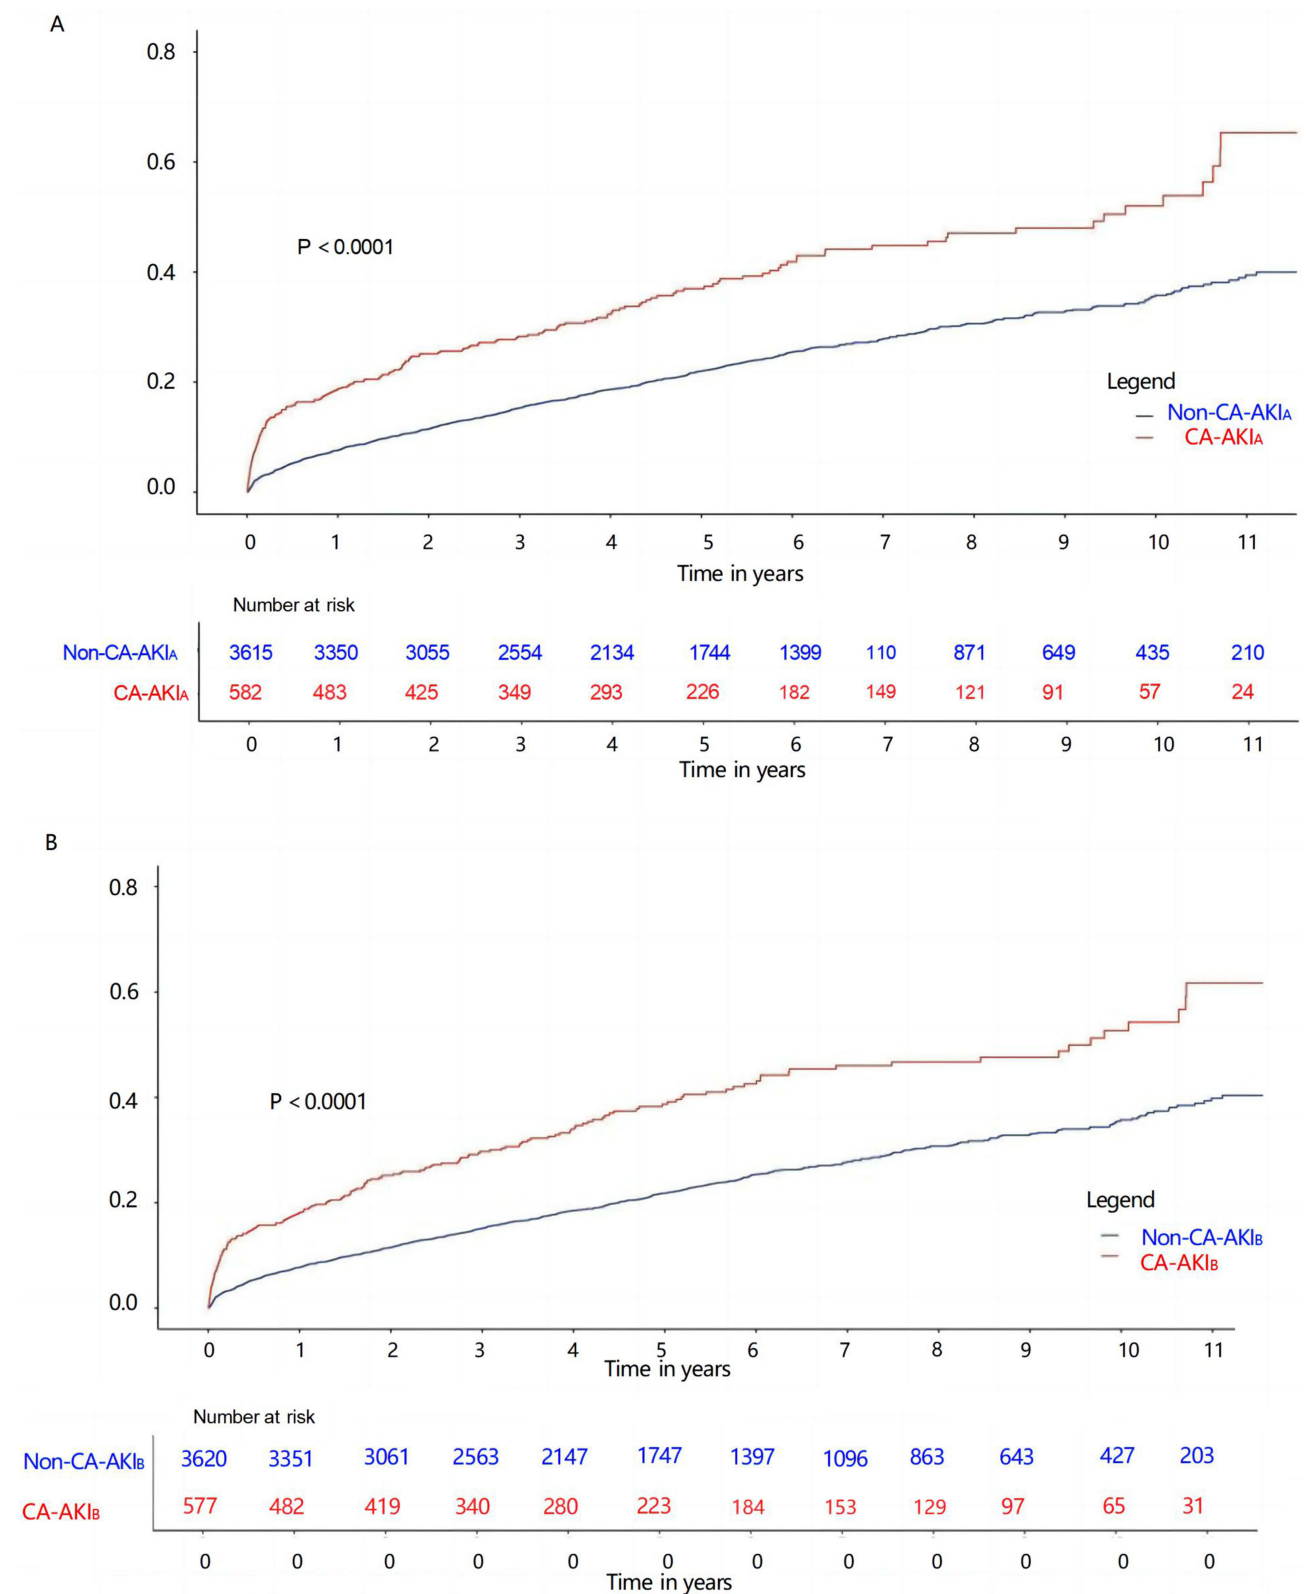 A
0.8
0.6
P < 0.0001
0.4
0.2
Legend
Non-CA-AKIA
CA-AKIA
0.0
0 1 2 3 4 5 6 7 8 9 10 11
Time in years
Number at risk
Non-CA-AKIA 3615 3350 3055 2554 2134 1744 1399 110 871 649 435 210
CA-AKIA 582 483 425 349 293 226 182 149 121 91 57 24
0 1 2 3 4 5 6 7 8 9 10 11
Time in years
B
0.8
0.6
0.4
P < 0.0001
0.2
Legend
Non-CA-AKIB
CA-AKIB
0.0
0 1 2 3 4 5 6 7 8 9 10 11
Time in years
Number at risk
Non-CA-AKIB 3620 3351 3061 2563 2147 1747 1397 1096 863 643 427 203
CA-AKIB 577 482 419 340 280 223 184 153 129 97 65 31
0 0 0 0 0 0 0 0 0 0 0 0
Time in years